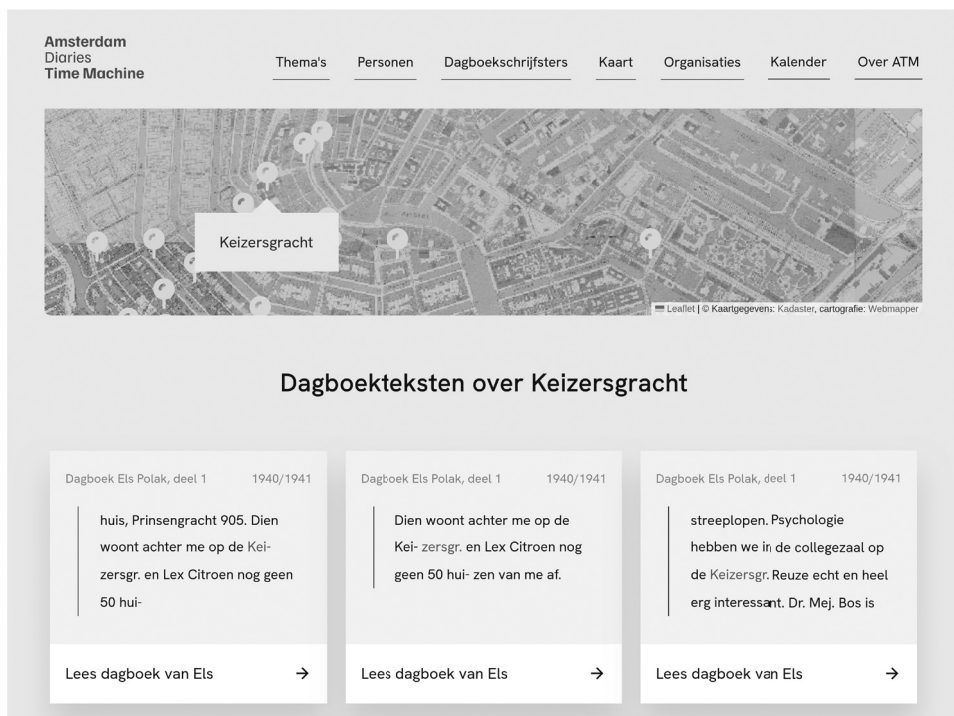 Amsterdam
Diaries
Time Machine
Thema's Personen Dagboekschrijfsters Kaart Organisaties Kalender Over ATM
Keizersgracht
Leaflet | © Kaartgegevens: Kadaster, cartografie: Webmapper
Dagboekteksten over Keizersgracht
Dagboek Els Polak, deel 1 1940/1941
huis, Prinsengracht 905. Dien
woont achter me op de Kei-
zersgr. en Lex Citroen nog geen
50 hui-
Lees dagboek van Els →
Dagboek Els Polak, deel 1 1940/1941
Dien woont achter me op de
Kei- zersgr. en Lex Citroen nog
geen 50 hui- zen van me af.
Lees dagboek van Els →
Dagboek Els Polak, deel 1 1940/1941
streeplopen. Psychologie
hebben we in de collegezaal op
de Keizersgr. Reuze echt en heel
erg interessant. Dr. Mej. Bos is
Lees dagboek van Els →